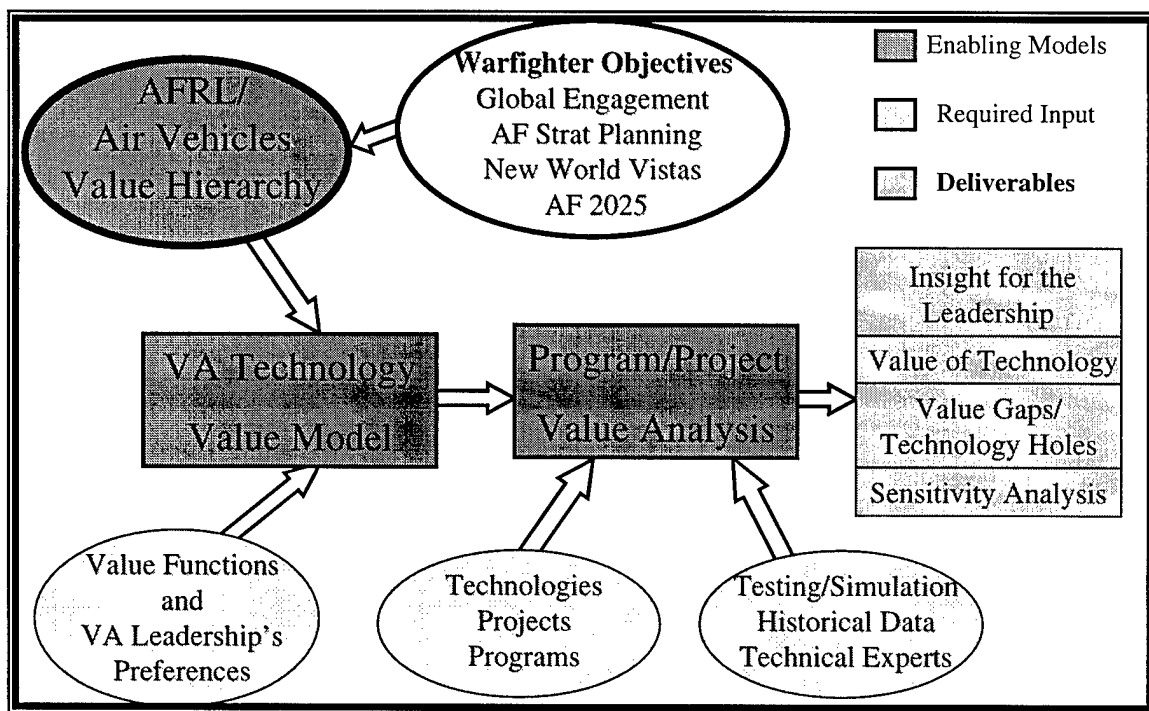 AFRL/
Air Vehicles
Value Hierarchy
Warfighter Objectives
Global Engagement
AF Strat Planning
New World Vistas
AF 2025
Enabling Models
Required Input
Deliverables
VA Technology
Value Model
Program/Project
Value Analysis
Insight for the
Leadership
Value of Technology
Value Gaps/
Technology Holes
Sensitivity Analysis
Value Functions
and
VA Leadership's
Preferences
Technologies
Projects
Programs
Testing/Simulation
Historical Data
Technical Experts